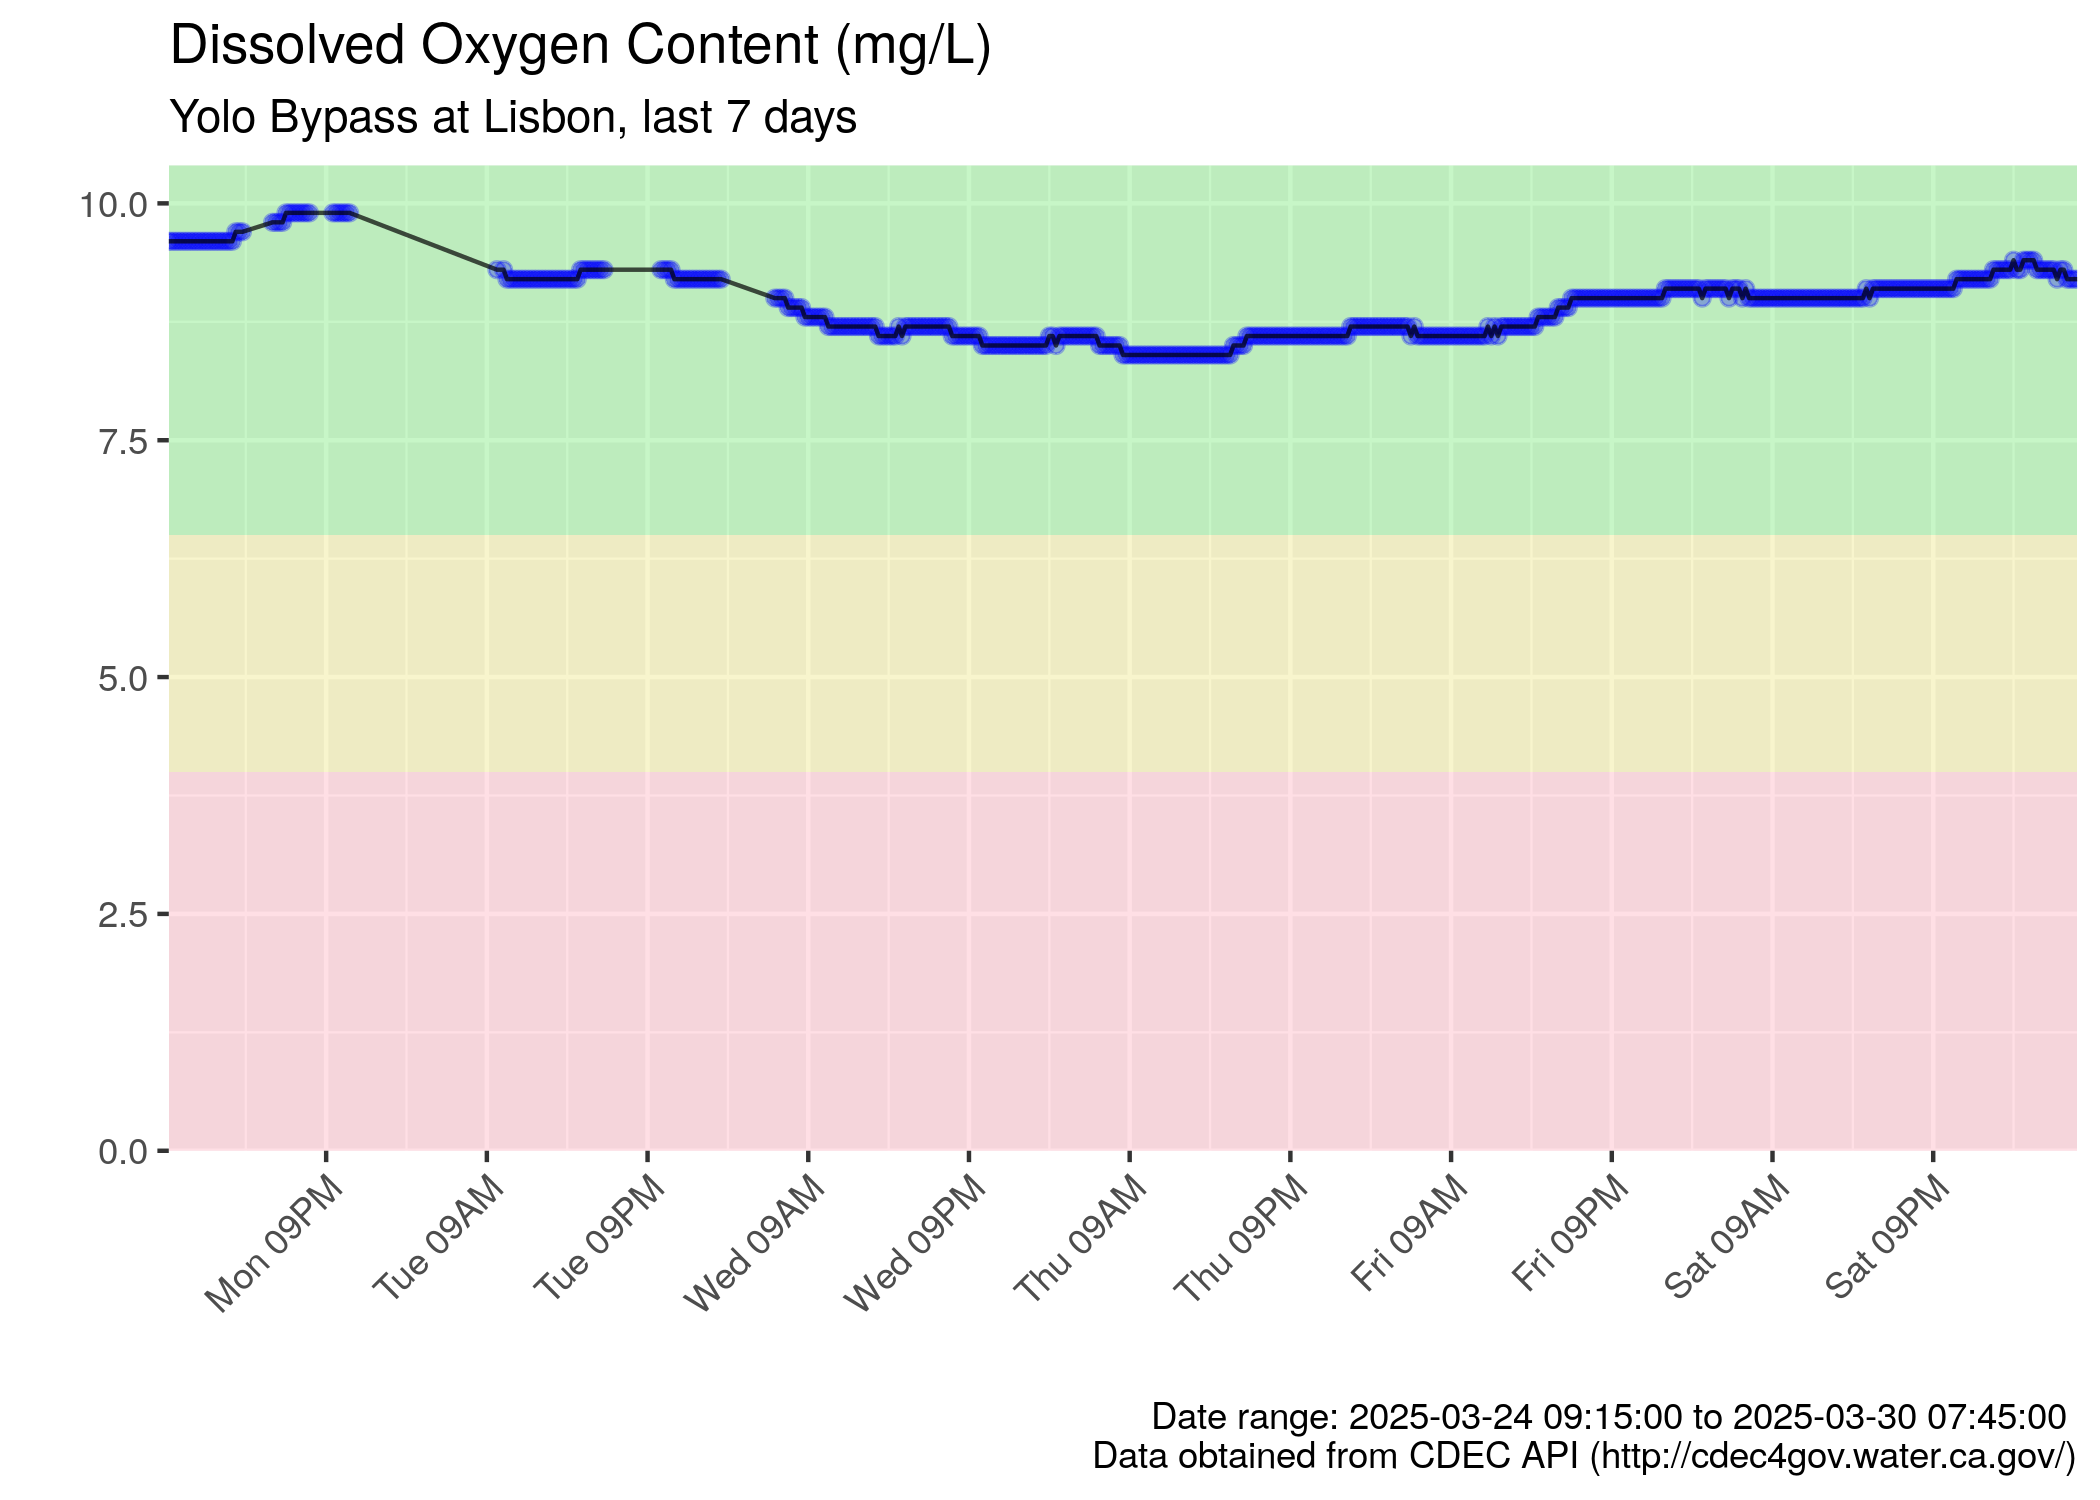 Dissolved Oxygen Content (mg/L)
Yolo Bypass at Lisbon, last 7 days
10.0
7.5
5.0
2.5
0.0
Mon 09PM
Tue 09AM
Tue 09PM
Wed 09AM
Wed 09PM
Thu 09AM
Thu 09PM
Fri 09AM
Fri 09PM
Sat 09AM
Sat 09PM
Date range: 2025-03-24 09:15:00 to 2025-03-30 07:45:00
Data obtained from CDEC API (http://cdec4gov.water.ca.gov/)